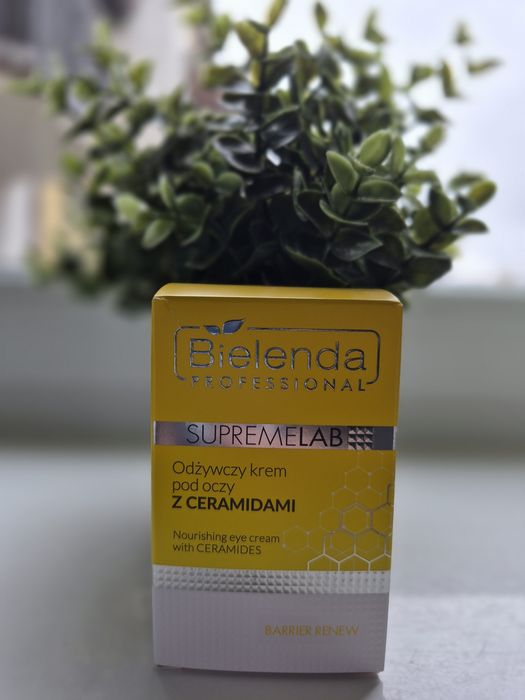 Bielenda
PROFESSIONAL
SUPREMELAB
Odżywczy krem
pod oczy
Z CERAMIDAMI
Nourishing eye cream
with CERAMIDES
BARRIER RENEW